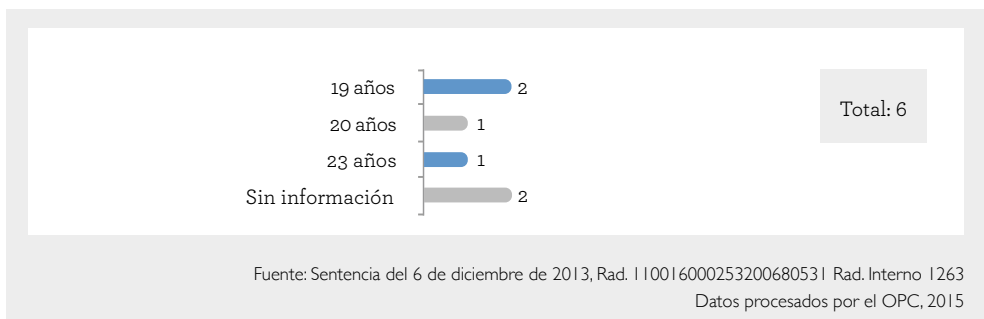 19 años 2
Total: 6
20 años 1
23 años 1
Sin información 2
Fuente: Sentencia del 6 de diciembre de 2013, Rad. 110016000253200680531 Rad. Interno 1263
Datos procesados por el OPC, 2015